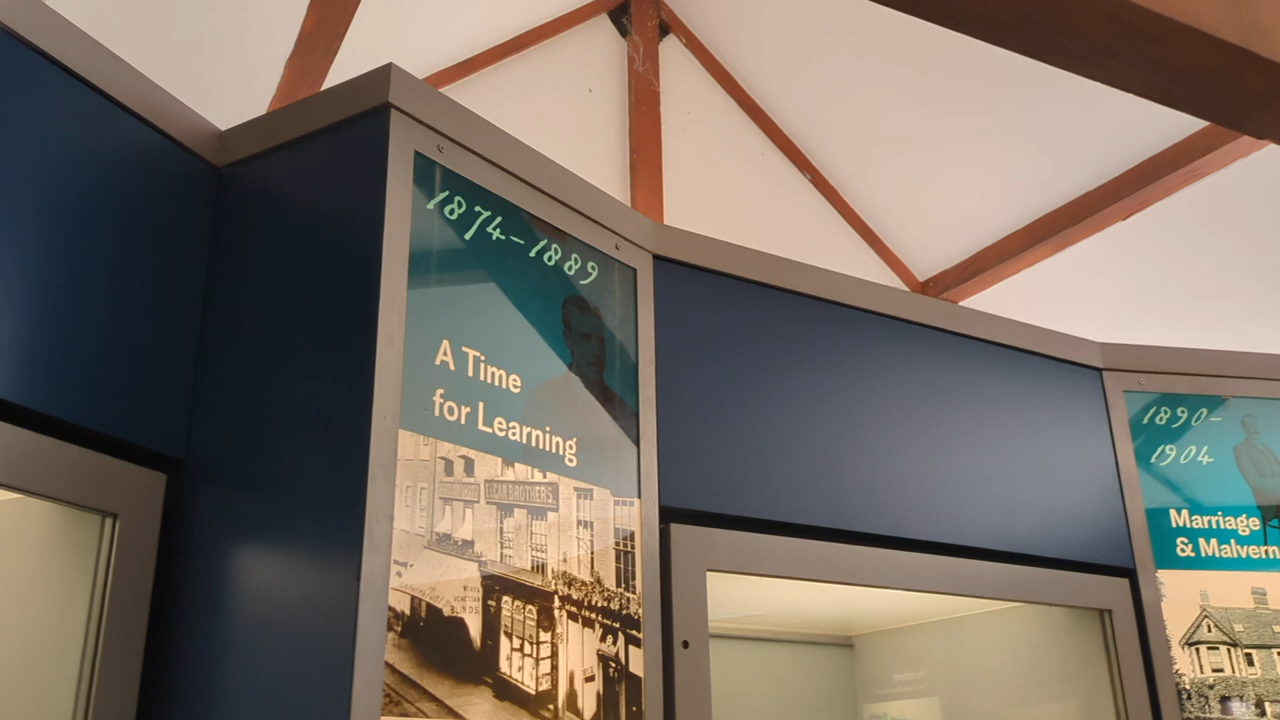 1874-1889
A Time
for Learning
ELGAR BROTHERS.
VENETIAN
BLINDS
1890-
1904
Marriage
& Malvern